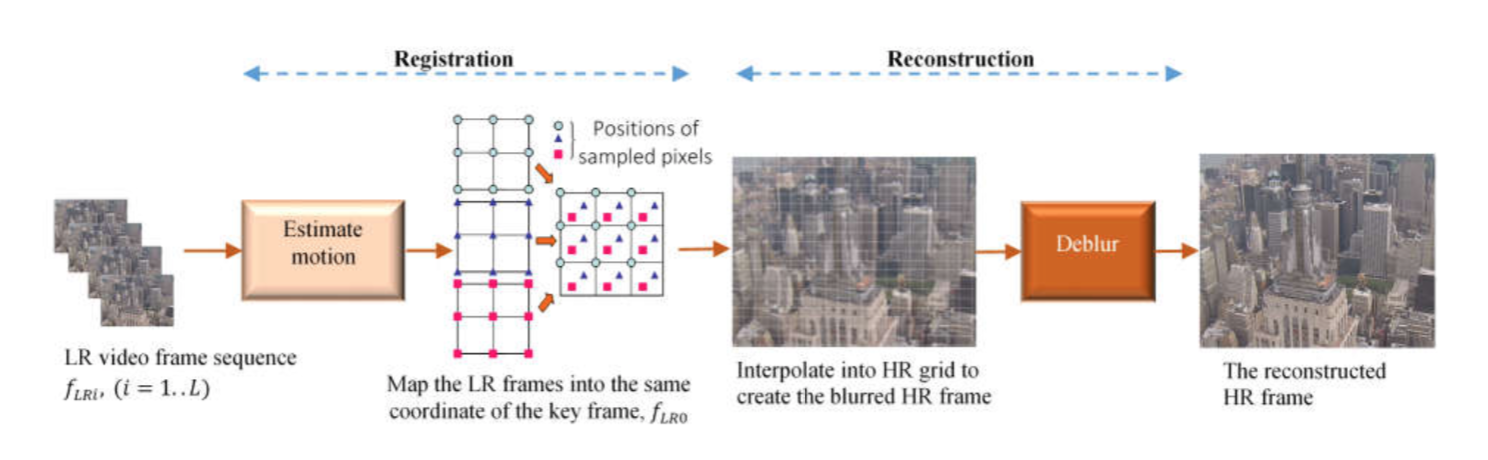 Registration
Reconstruction
Positions of
sampled pixels
Estimate
motion
Deblur
LR video frame sequence
f_{LRi}, (i = 1..L)
Map the LR frames into the same
coordinate of the key frame, f_{LR0}
Interpolate into HR grid to
create the blurred HR frame
The reconstructed
HR frame